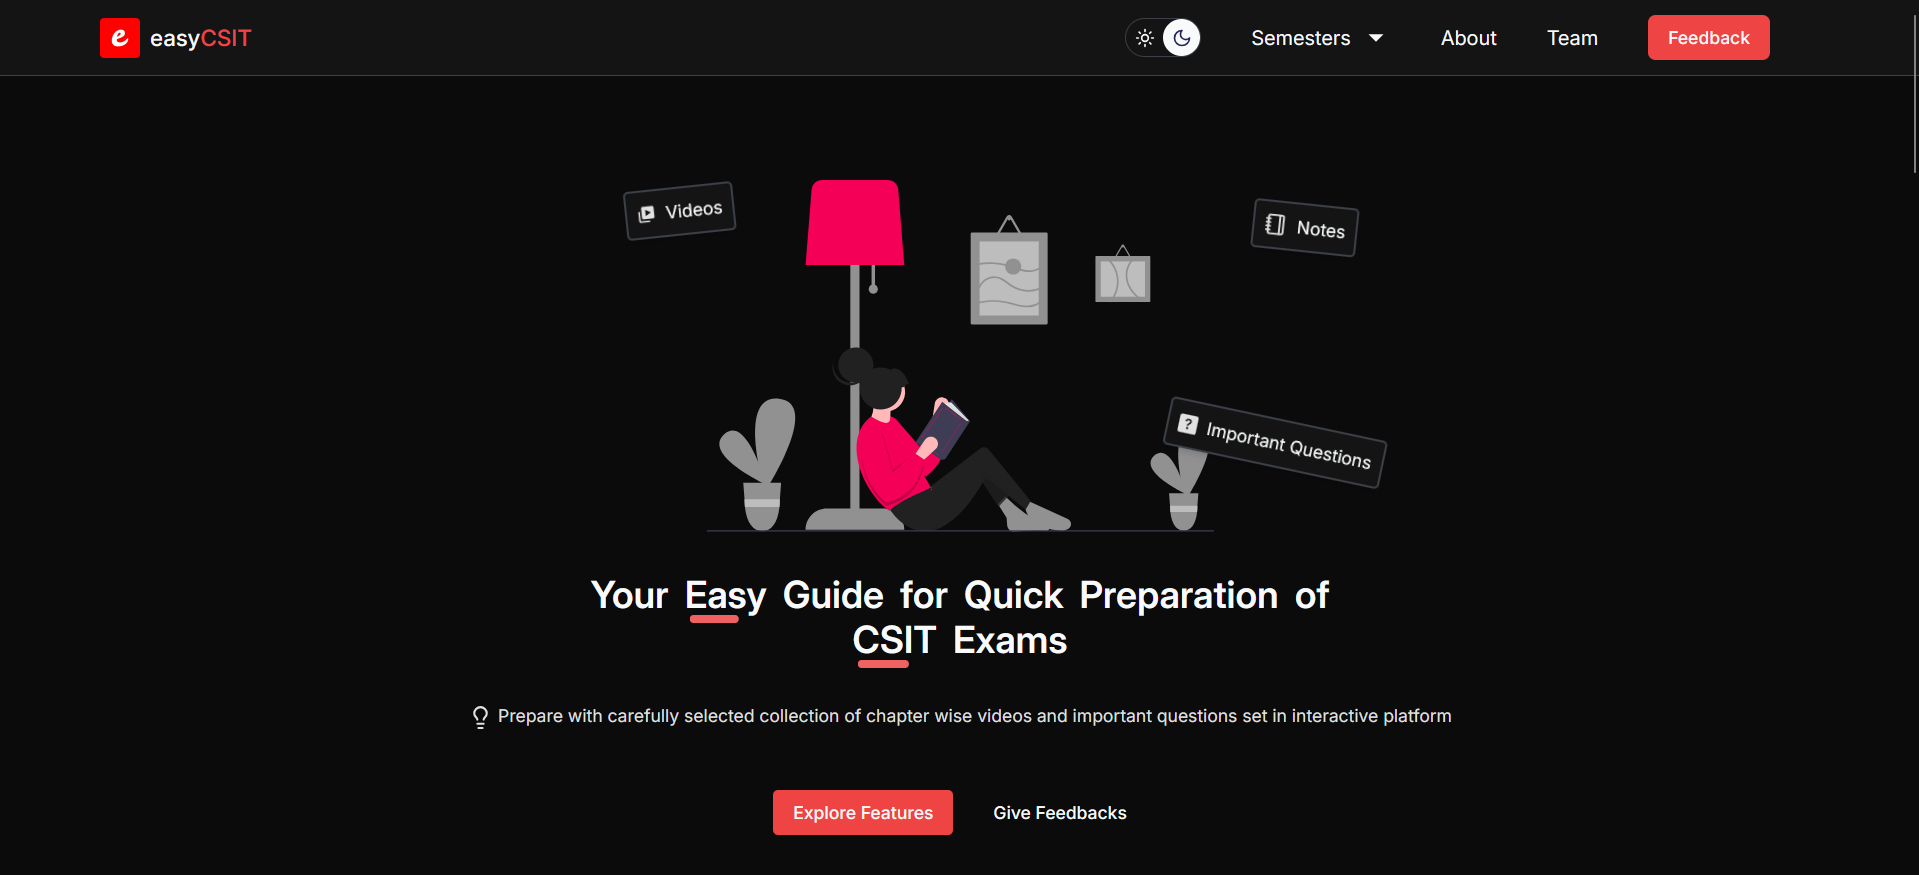 easyCSIT
Semesters
About
Team
Feedback
Videos
Notes
Important Questions
Your Easy Guide for Quick Preparation of
CSIT Exams
Prepare with carefully selected collection of chapter wise videos and important questions set in interactive platform
Explore Features
Give Feedbacks